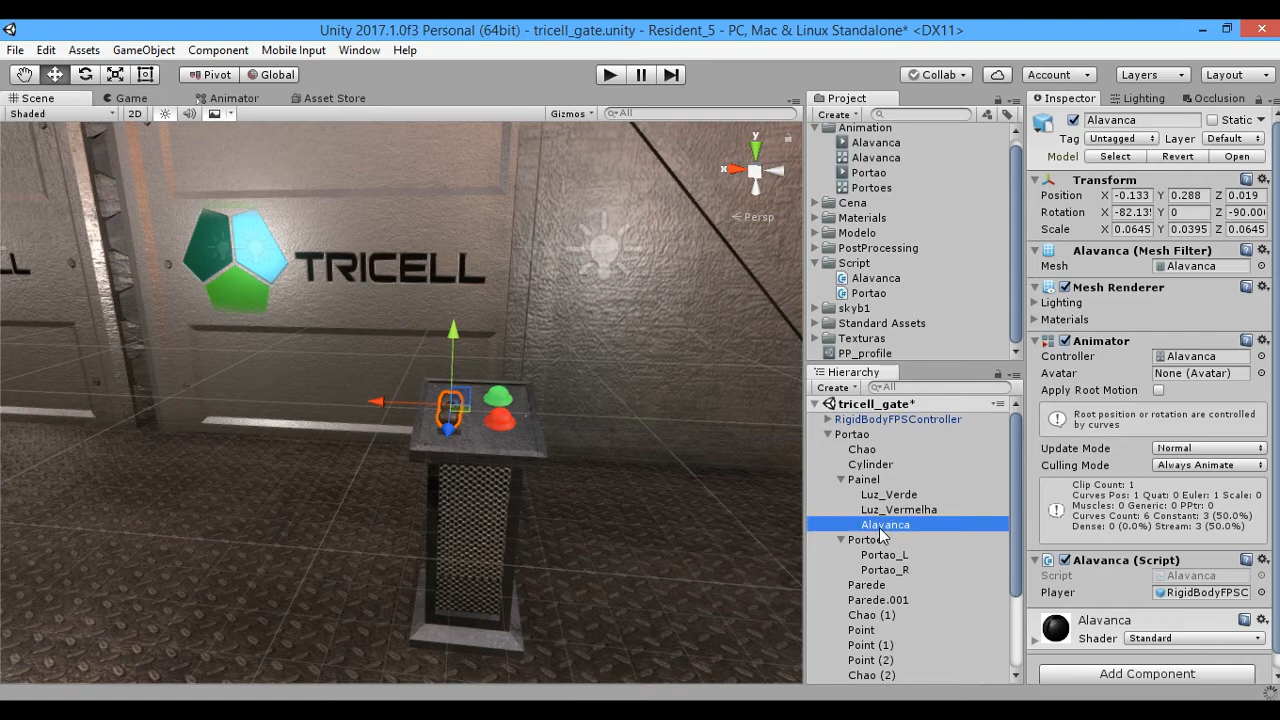 Unity 2017.1.0f3 Personal (64bit) - tricell_gate.unity - Resident_5 - PC, Mac & Linux Standalone* <DX11>
File Edit Assets GameObject Component Mobile Input Window Help
Pivot Global Collab Account Layers Layout
Scene Game Animator Asset Store
Shaded 2D Gizmos All
y
x
Persp
LL
TRICELL
Project
Create
Animation
Alavanca
Alavanca
Portao
Portoes
Cena
Materials
Modelo
PostProcessing
Script
Alavanca
Portao
skyb1
Standard Assets
Texturas
PP_profile
Hierarchy
Create All
tricell_gate*
RigidBodyFPSController
Portao
Chao
Cylinder
Painel
Luz_Verde
Luz_Vermelha
Alavanca
Portoe
Portao_L
Portao_R
Parede
Parede.001
Chao (1)
Point
Point (1)
Point (2)
Chao (2)
Inspector Lighting Occlusion
Alavanca Static
Tag Untagged Layer Default
Model Select Revert Open
Transform
Position X -0.133 Y 0.288 Z 0.019
Rotation X -82.13 Y 0 Z -90.00
Scale X 0.0645 Y 0.0395 Z 0.0645
Alavanca (Mesh Filter)
Mesh Alavanca
Mesh Renderer
Lighting
Materials
Animator
Controller Alavanca
Avatar None (Avatar)
Apply Root Motion
Root position or rotation are controlled by
curves
Update Mode Normal
Culling Mode Always Animate
Clip Count: 1
Curves Pos: 1 Quat: 0 Euler: 1 Scale: 0
Muscles: 0 Generic: 0 PPtr: 0
Curves Count: 6 Constant: 3 (50.0%)
Dense: 0 (0.0%) Stream: 3 (50.0%)
Alavanca (Script)
Script Alavanca
Player RigidBodyFPSC
Alavanca
Shader Standard
Add Component